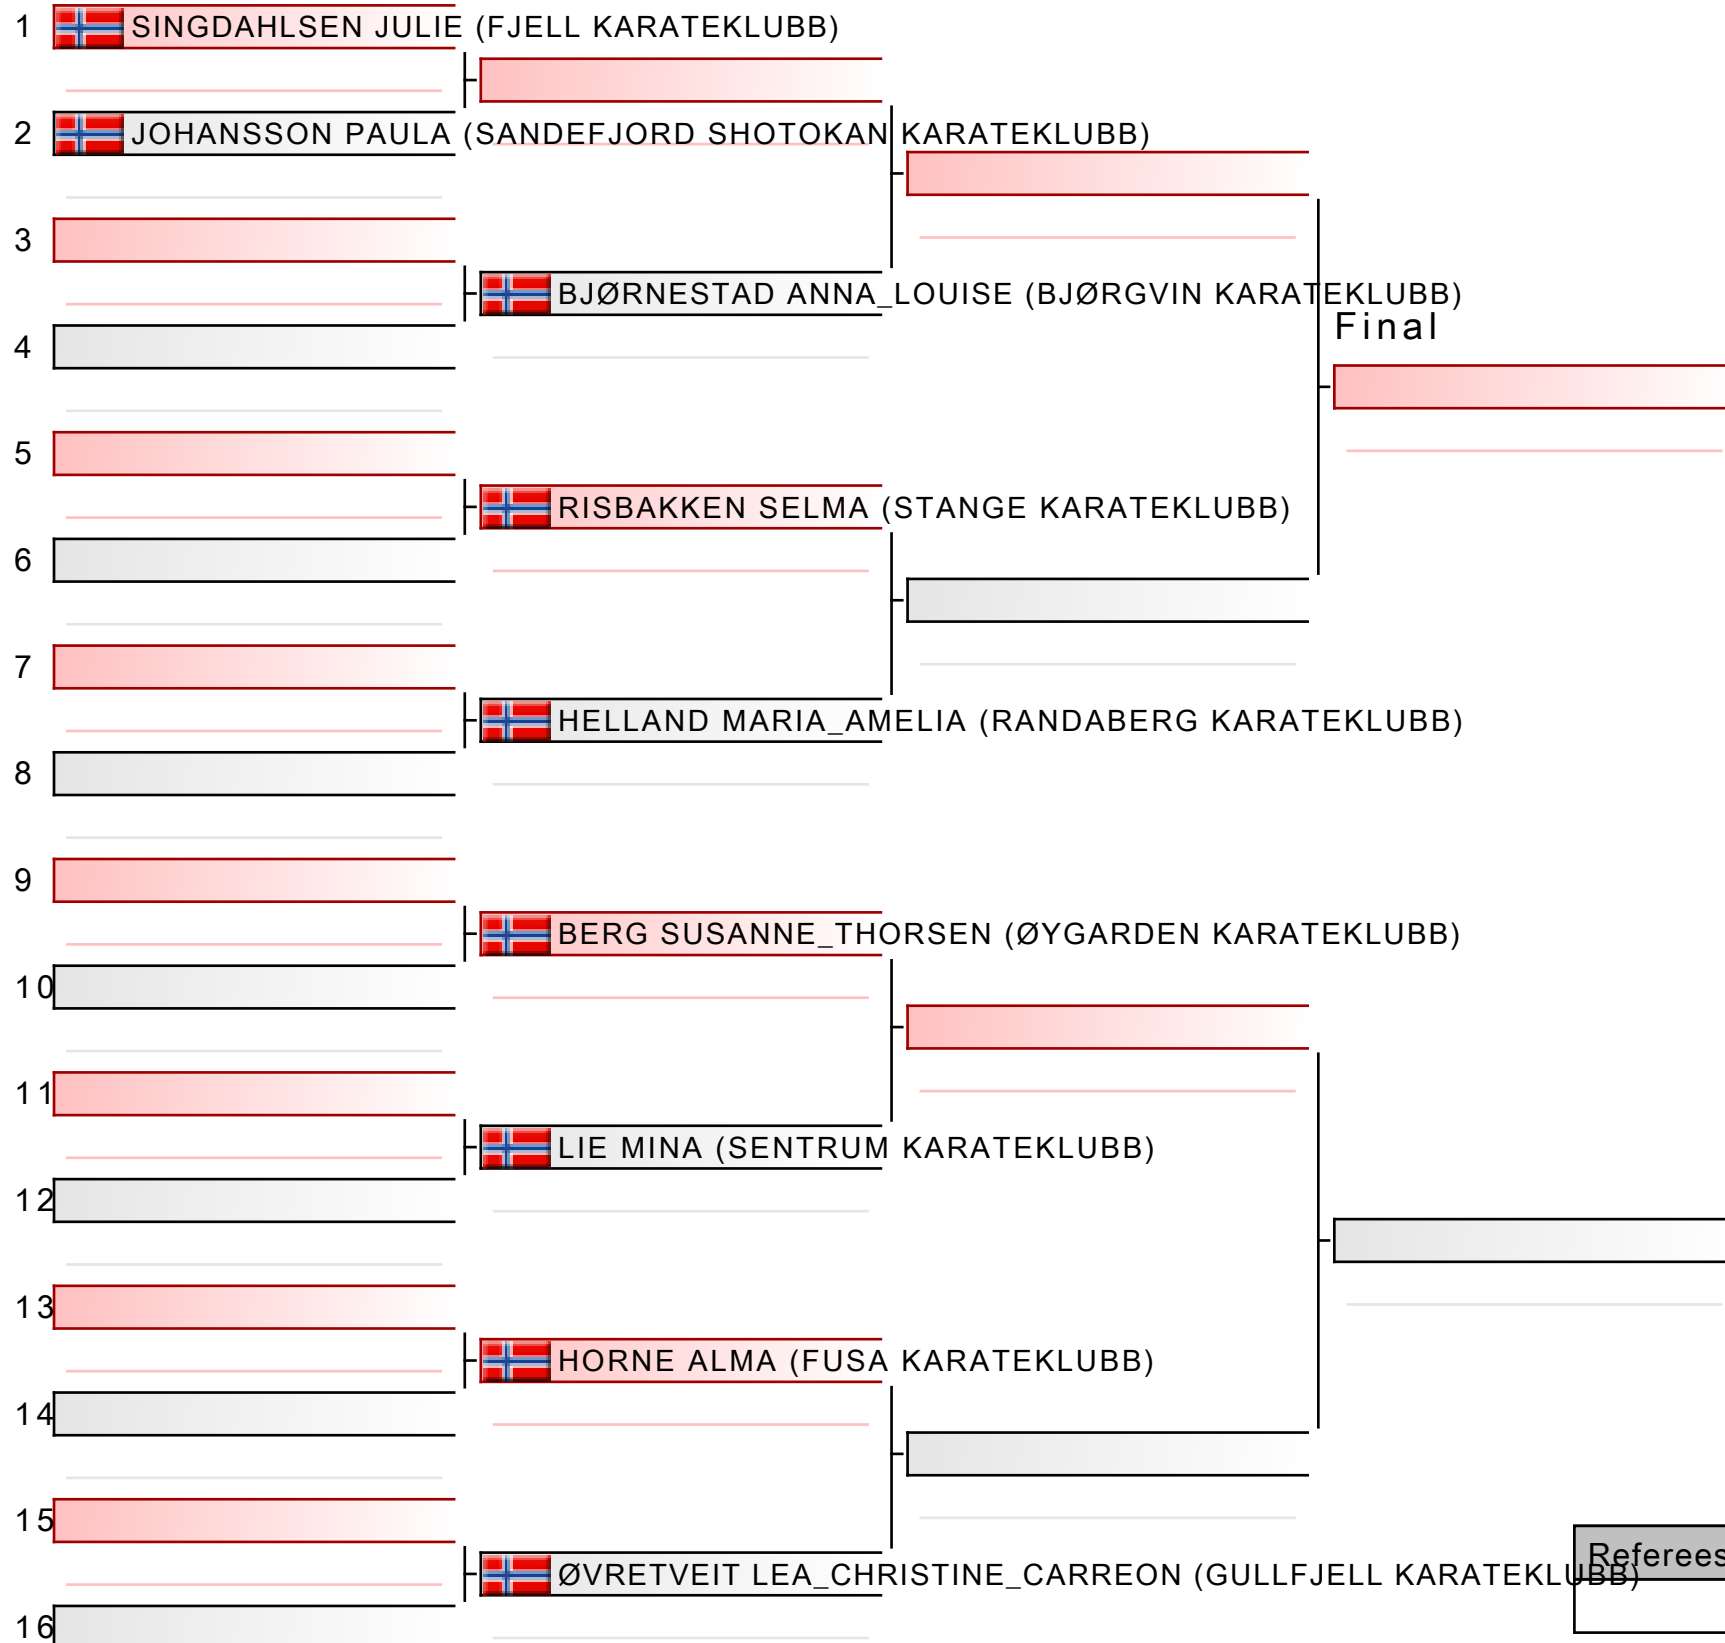 1 SINGDAHLSEN JULIE (FJELL KARATEKLUBB)
2 JOHANSSON PAULA (SANDEFJORD SHOTOKAN KARATEKLUBB)
3
BJØRNESTAD ANNA_LOUISE (BJØRGVIN KARATEKLUBB)
Final
4
5
RISBAKKEN SELMA (STANGE KARATEKLUBB)
6
7
HELLAND MARIA_AMELIA (RANDABERG KARATEKLUBB)
8
9
BERG SUSANNE_THORSEN (ØYGARDEN KARATEKLUBB)
10
11
LIE MINA (SENTRUM KARATEKLUBB)
12
13
HORNE ALMA (FUSA KARATEKLUBB)
14
15
Referees
ØVRETVEIT LEA_CHRISTINE_CARREON (GULLFJELL KARATEKLUBB)
16